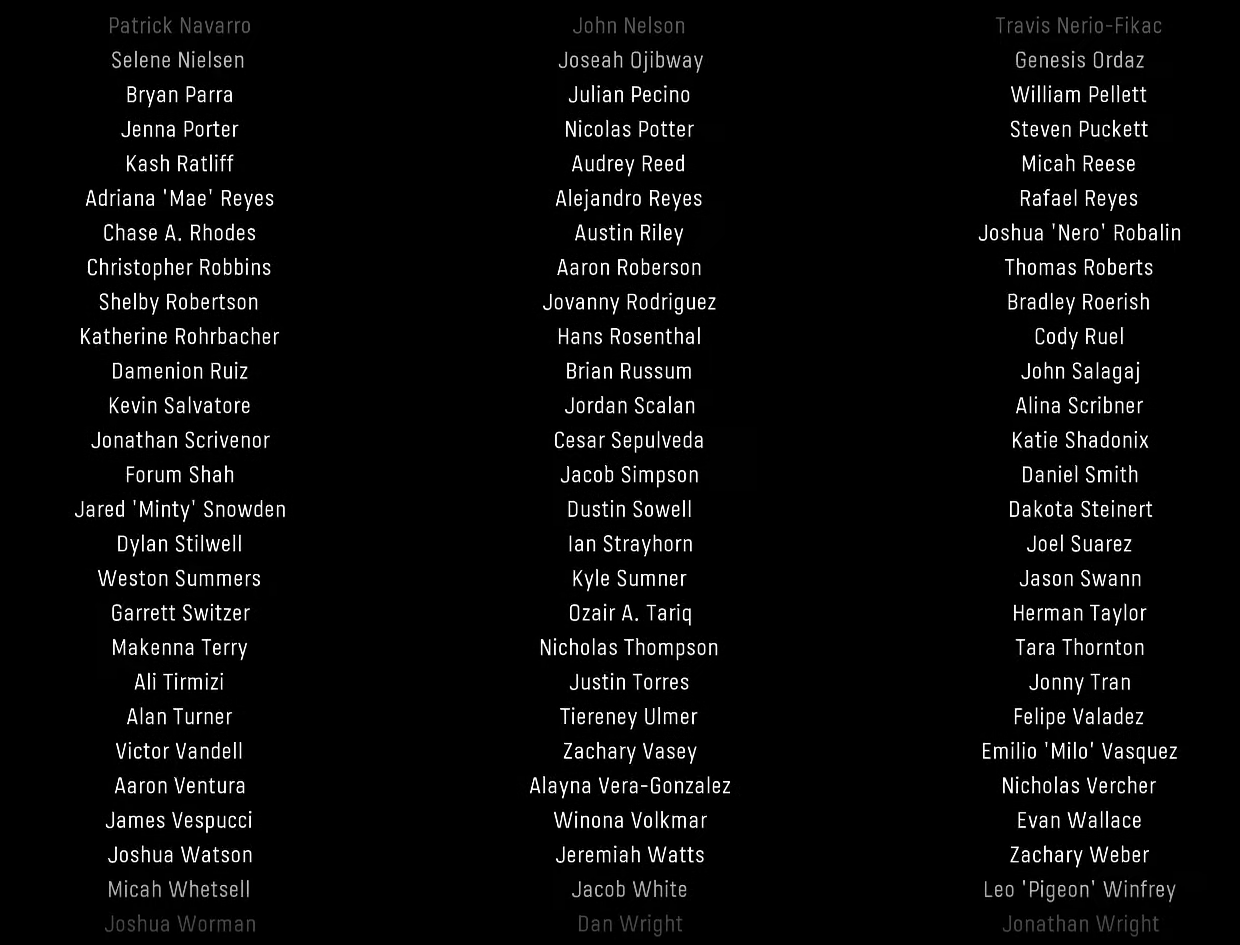 Patrick Navarro John Nelson Travis Nerio-Fikac
Selene Nielsen Joseah Ojibway Genesis Ordaz
Bryan Parra Julian Pecino William Pellett
Jenna Porter Nicolas Potter Steven Puckett
Kash Ratliff Audrey Reed Micah Reese
Adriana 'Mae' Reyes Alejandro Reyes Rafael Reyes
Chase A. Rhodes Austin Riley Joshua 'Nero' Robalin
Christopher Robbins Aaron Roberson Thomas Roberts
Shelby Robertson Jovanny Rodriguez Bradley Roerish
Katherine Rohrbacher Hans Rosenthal Cody Ruel
Damenion Ruiz Brian Russum John Salagaj
Kevin Salvatore Jordan Scalan Alina Scribner
Jonathan Scrivenor Cesar Sepulveda Katie Shadonix
Forum Shah Jacob Simpson Daniel Smith
Jared 'Minty' Snowden Dustin Sowell Dakota Steinert
Dylan Stilwell Ian Strayhorn Joel Suarez
Weston Summers Kyle Sumner Jason Swann
Garrett Switzer Ozair A. Tariq Herman Taylor
Makenna Terry Nicholas Thompson Tara Thornton
Ali Tirmizi Justin Torres Jonny Tran
Alan Turner Tiereney Ulmer Felipe Valadez
Victor Vandell Zachary Vasey Emilio 'Milo' Vasquez
Aaron Ventura Alayna Vera-Gonzalez Nicholas Vercher
James Vespucci Winona Volkmar Evan Wallace
Joshua Watson Jeremiah Watts Zachary Weber
Micah Whetsell Jacob White Leo 'Pigeon' Winfrey
Joshua Worman Dan Wright Jonathan Wright